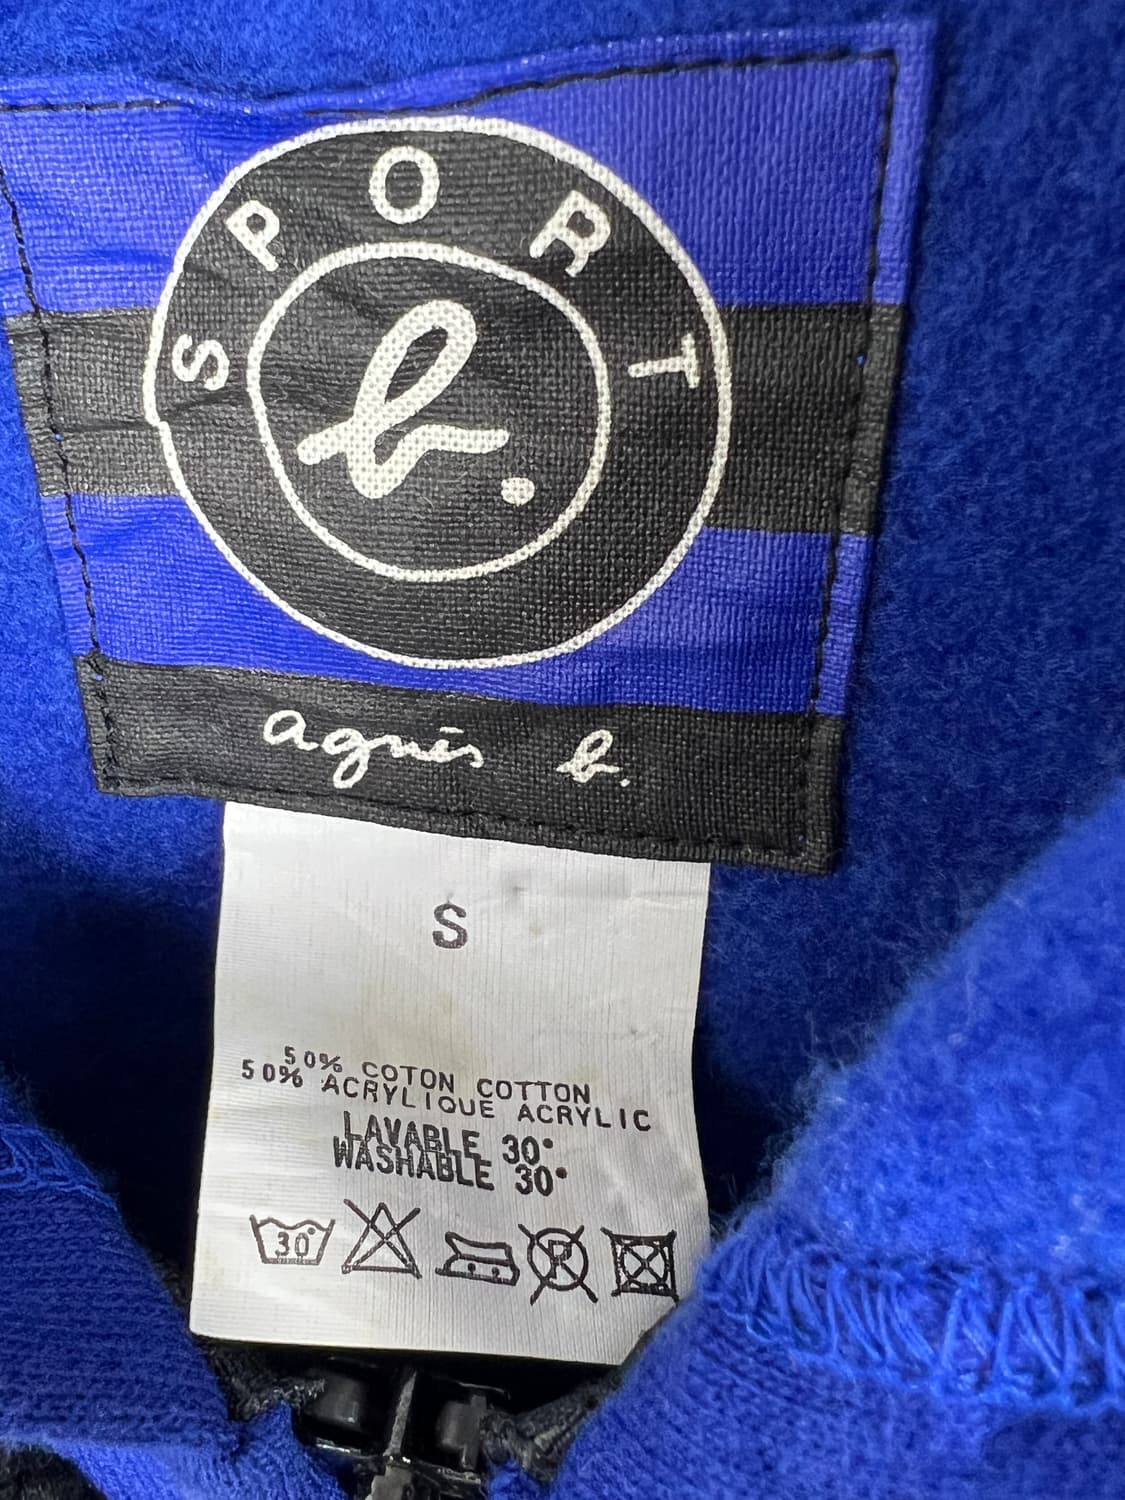 SPORT
b.
agnès b.
S
50% COTON COTTON
50% ACRYLIQUE ACRYLIC
LAVABLE 30°
WASHABLE 30°
30°
P